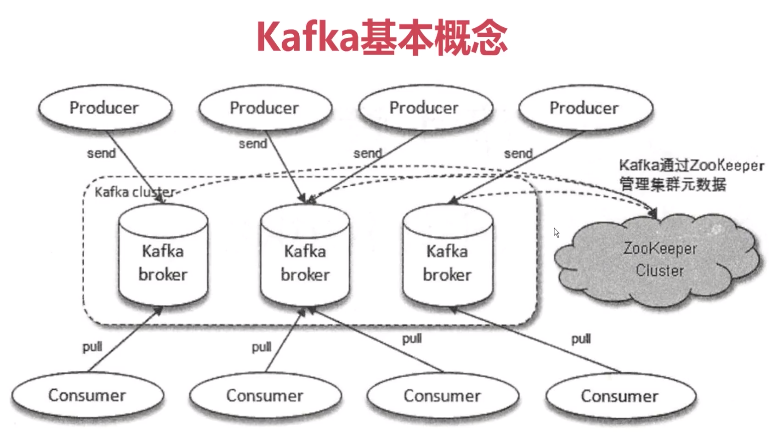 Kafka基本概念
Producer
Producer
Producer
Producer
send
send
send
send
Kafka通过ZooKeeper
管理集群元数据
Kafka cluster
Kafka
broker
Kafka
broker
Kafka
broker
ZooKeeper
Cluster
pull
pull
pull
pull
Consumer
Consumer
Consumer
Consumer